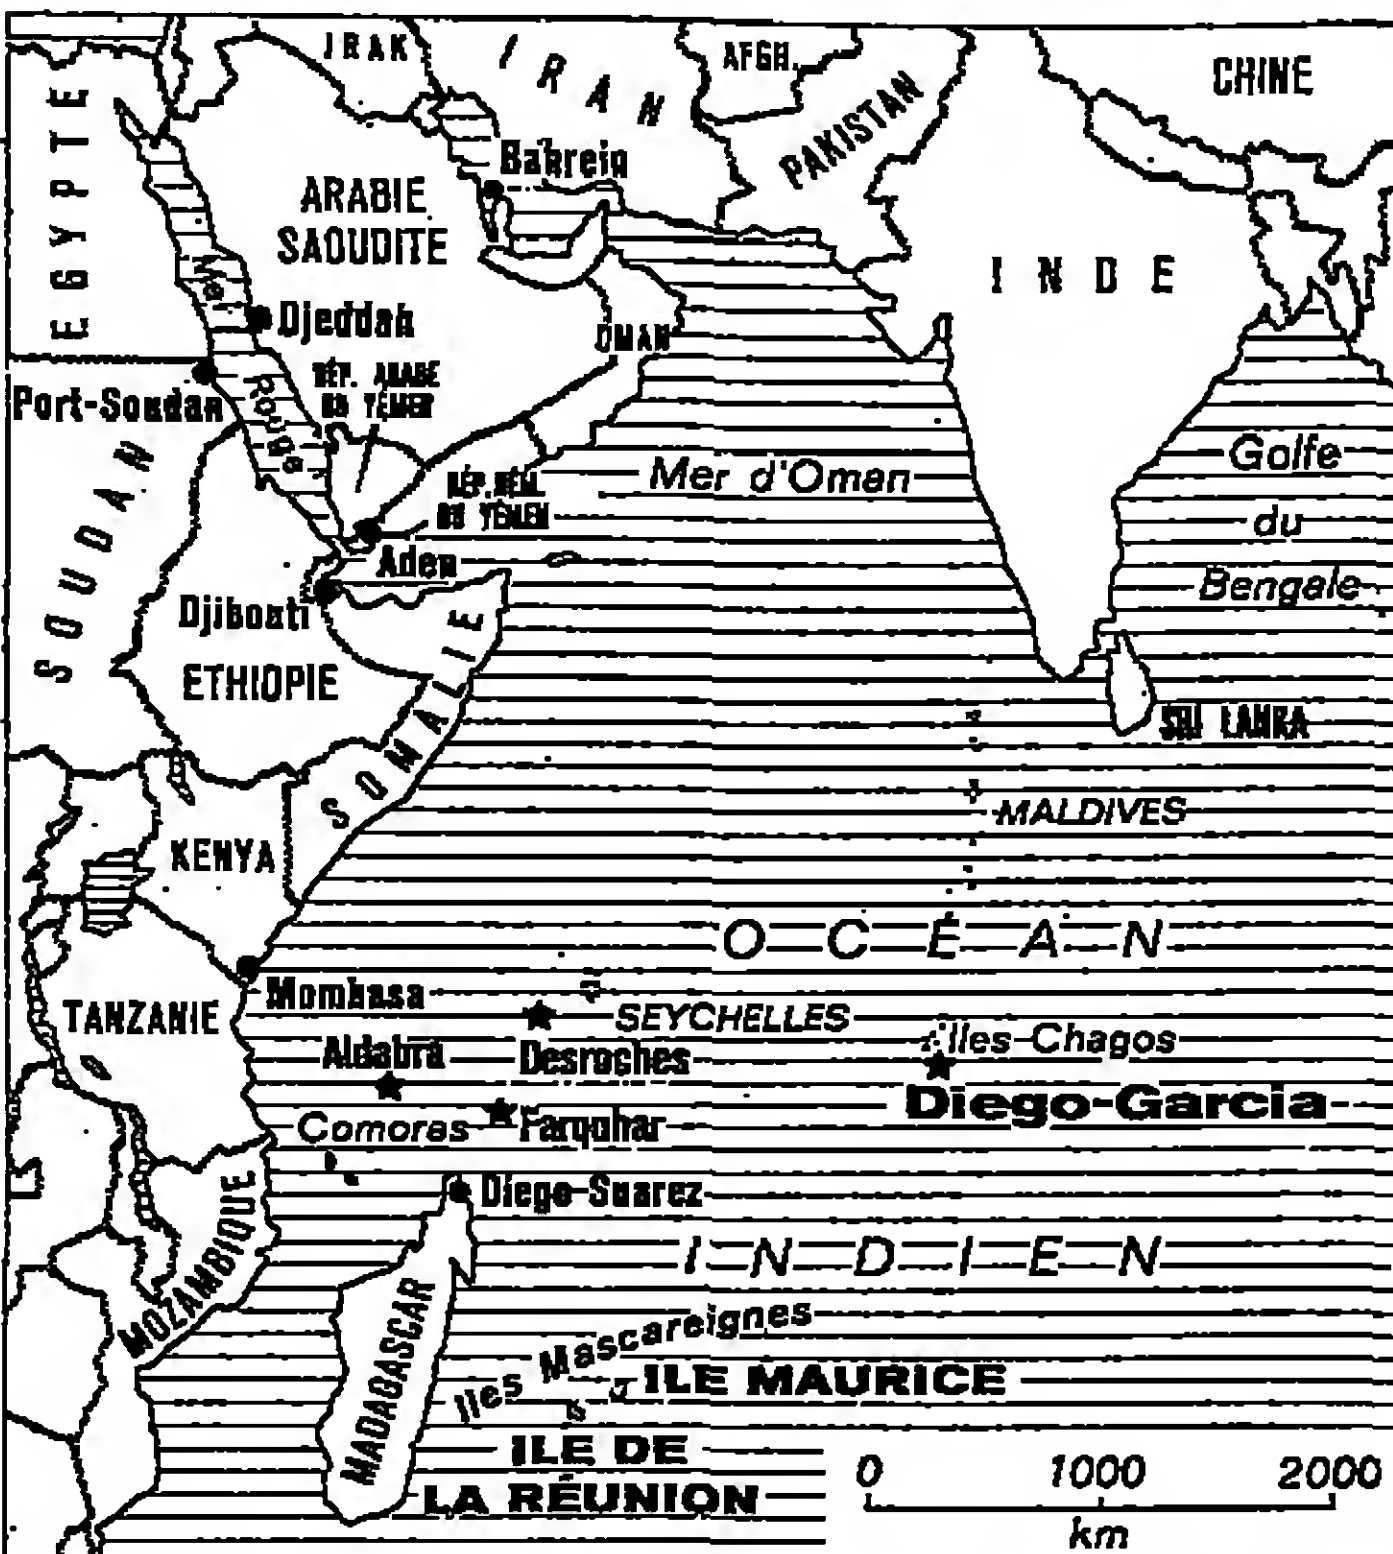 IRAK
IRAN
AFGH.
CHINE
PAKISTAN
EGYPTE
Bahrein
ARABIE
SAOUDITE
INDE
Mer Rouge
Djeddah
OMAN
RÉP. ARABE
DU YÉMEN
Port-Soudan
SOUDAN
Mer d'Oman
Golfe
du
Bengale
RÉP. DÉM.
DU YÉMEN
Aden
Djibouti
ETHIOPIE
SOMALIE
SRI LANKA
MALDIVES
KENYA
OCÉAN
Mombasa
TANZANIE
SEYCHELLES
Iles Chagos
Aldabra
Desroches
Diego-Garcia
Comores
Farquhar
Diego-Suarez
MOZAMBIQUE
INDIEN
MADAGASCAR
Iles Mascareignes
ILE MAURICE
ILE DE
LA RÉUNION
0 1000 2000
km